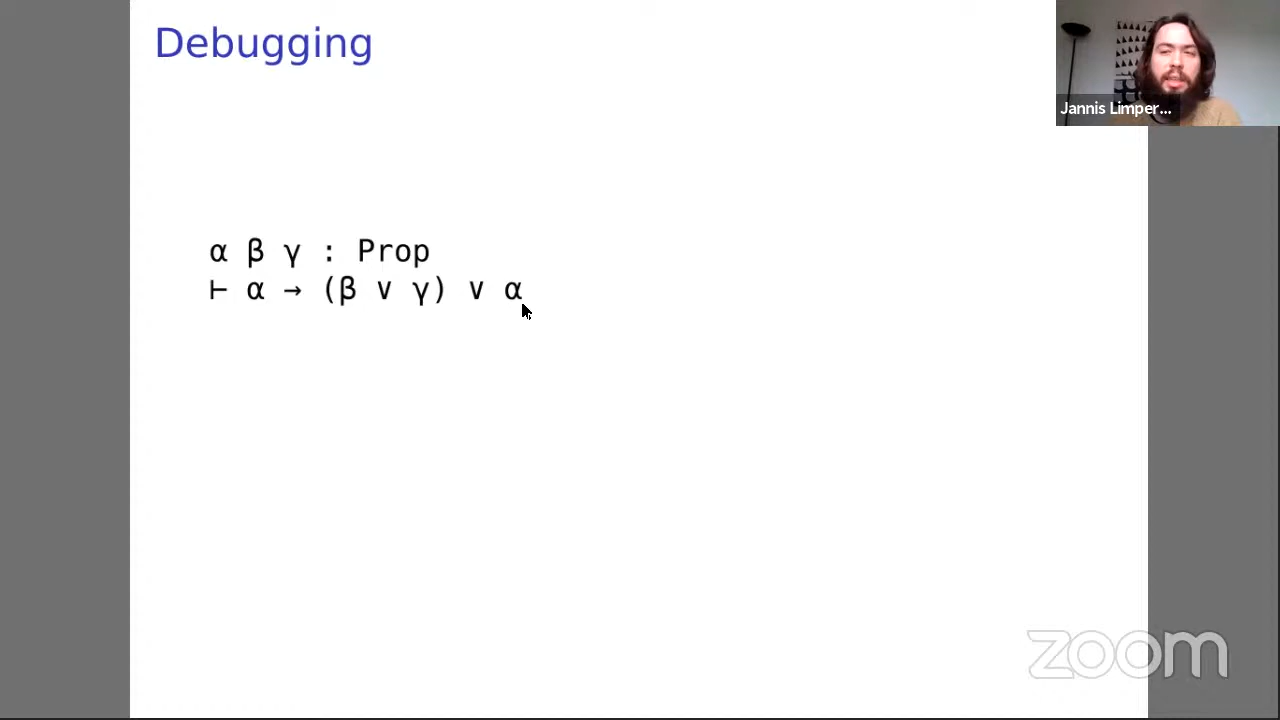 Debugging
Jannis Limper...
α β γ : Prop
⊢ α → (β ∨ γ) ∨ α
zoom